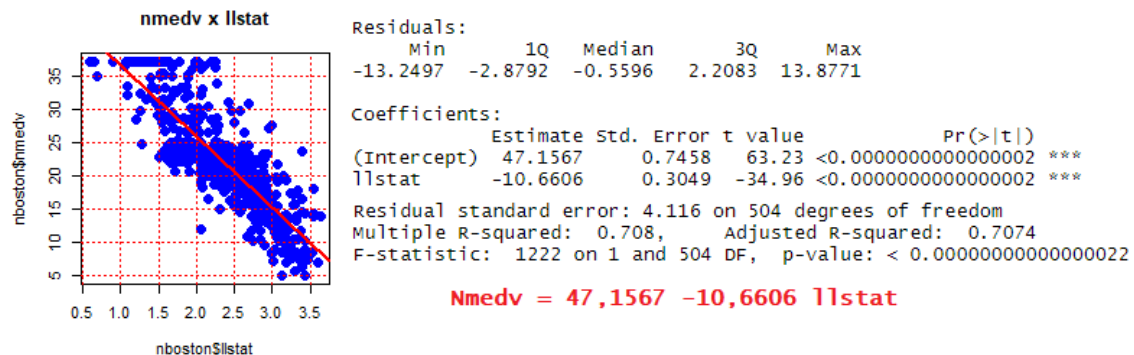 nmedv x llstat
nboston$nmedv
35
30
25
20
15
10
5
0.5 1.0 1.5 2.0 2.5 3.0 3.5
nboston$llstat
Residuals:
Min 1Q Median 3Q Max
-13.2497 -2.8792 -0.5596 2.2083 13.8771
Coefficients:
Estimate Std. Error t value Pr(>|t|)
(Intercept) 47.1567 0.7458 63.23 <0.0000000000000002 ***
llstat -10.6606 0.3049 -34.96 <0.0000000000000002 ***
Residual standard error: 4.116 on 504 degrees of freedom
Multiple R-squared: 0.708, Adjusted R-squared: 0.7074
F-statistic: 1222 on 1 and 504 DF, p-value: < 0.00000000000000022
Nmedv = 47,1567 -10,6606 llstat